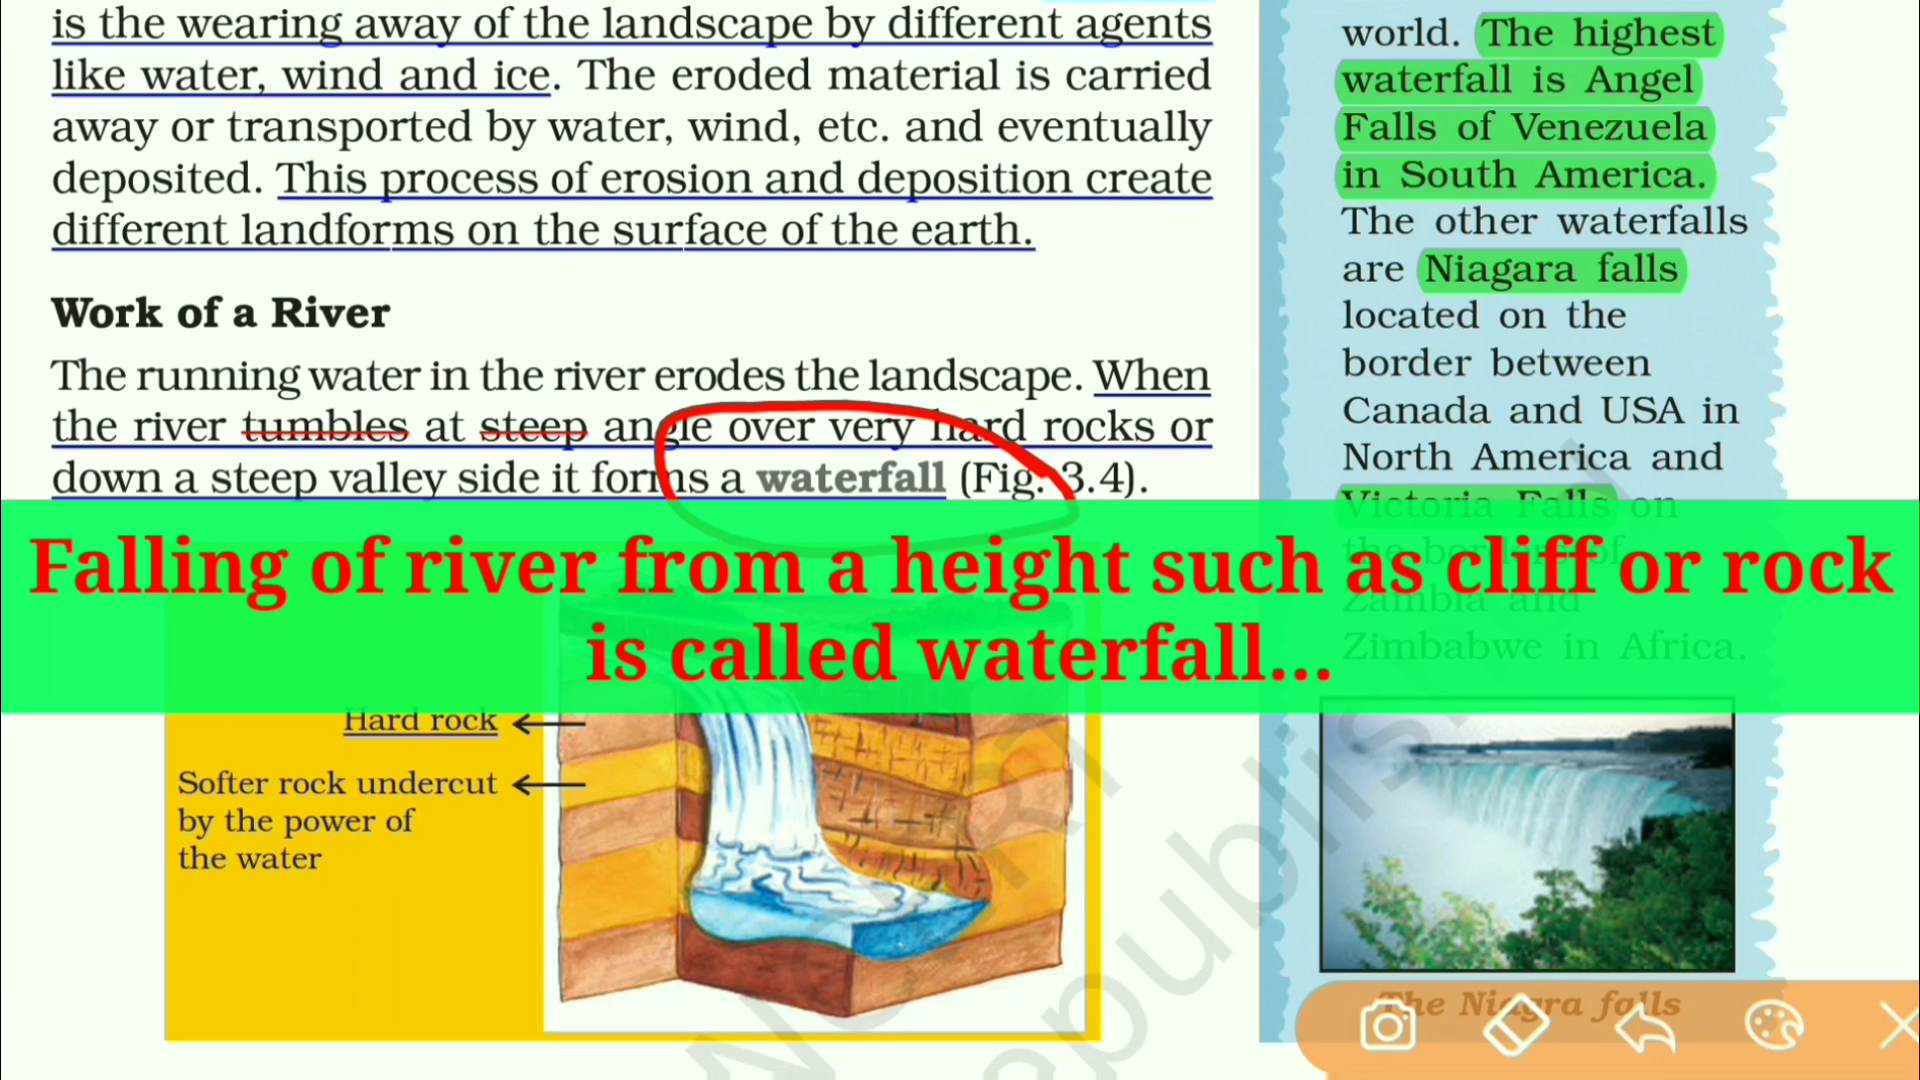 is the wearing away of the landscape by different agents
like water, wind and ice. The eroded material is carried
away or transported by water, wind, etc. and eventually
deposited. This process of erosion and deposition create
different landforms on the surface of the earth.
Work of a River
The running water in the river erodes the landscape. When
the river tumbles at steep angle over very hard rocks or
down a steep valley side it forms a waterfall (Fig. 3.4).
Falling of river from a height such as cliff or rock
is called waterfall...
Hard rock
Softer rock undercut
by the power of
the water
world. The highest
waterfall is Angel
Falls of Venezuela
in South America.
The other waterfalls
are Niagara falls
located on the
border between
Canada and USA in
North America and
Victoria Falls on
the borders of
Zambia and
Zimbabwe in Africa.
The Niagra falls